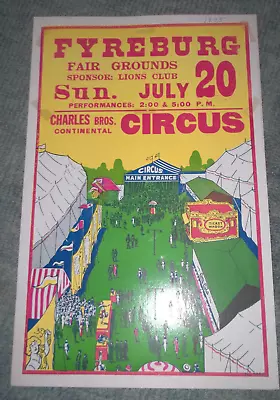 FYREBURG
FAIR GROUNDS
SPONSOR: LIONS CLUB
SUN. JULY 20
PERFORMANCES: 2:00 & 5:00 P. M.
CHARLES BROS.
CONTINENTAL
CIRCUS
CIRCUS
MAIN ENTRANCE
TICKET